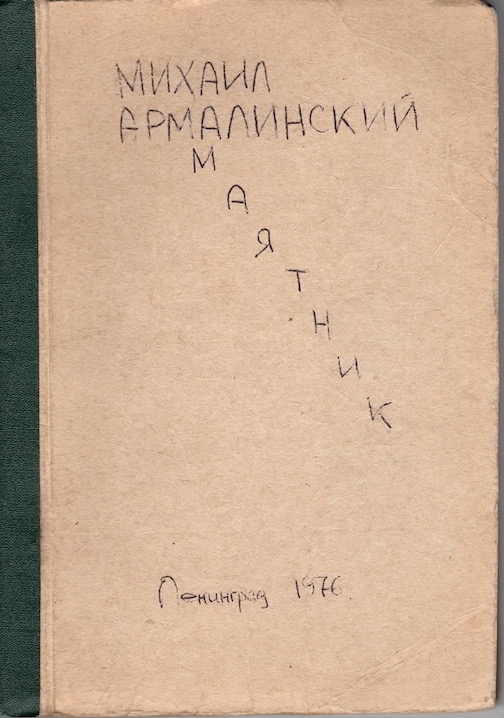 МИХАИЛ
АРМАЛИНСКИЙ
МАЯТНИК
Ленинград 1976.